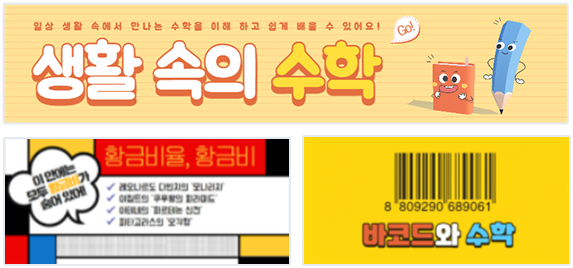 일상 생활 속에서 만나는 수학을 이해 하고 쉽게 배울 수 있어요!
Go!
생활 속의 수학
황금비율, 황금비
이 안에는
모두 황금비가
숨어 있어!
레오나르도 다빈치의 '모나리자'
이집트의 '쿠푸왕의 피라미드'
아테네의 '파르테논 신전'
피타고라스의 '오각형'
8 809290 689061
바코드와 수학